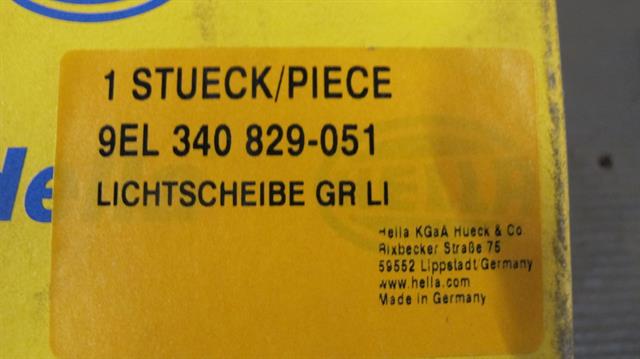 1 STUECK/PIECE
9EL 340 829-051
LICHTSCHEIBE GR LI
Hella KGaA Hueck & Co
Rixbecker Straße 75
59552 Lippstadt/Germany
www.hella.com
Made in Germany